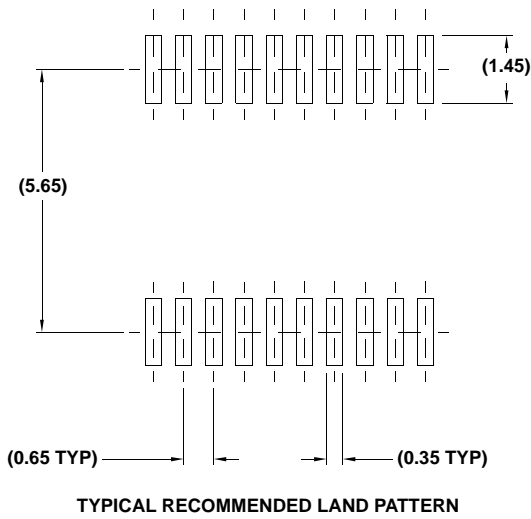 (1.45)
(5.65)
(0.65 TYP)
(0.35 TYP)
TYPICAL RECOMMENDED LAND PATTERN